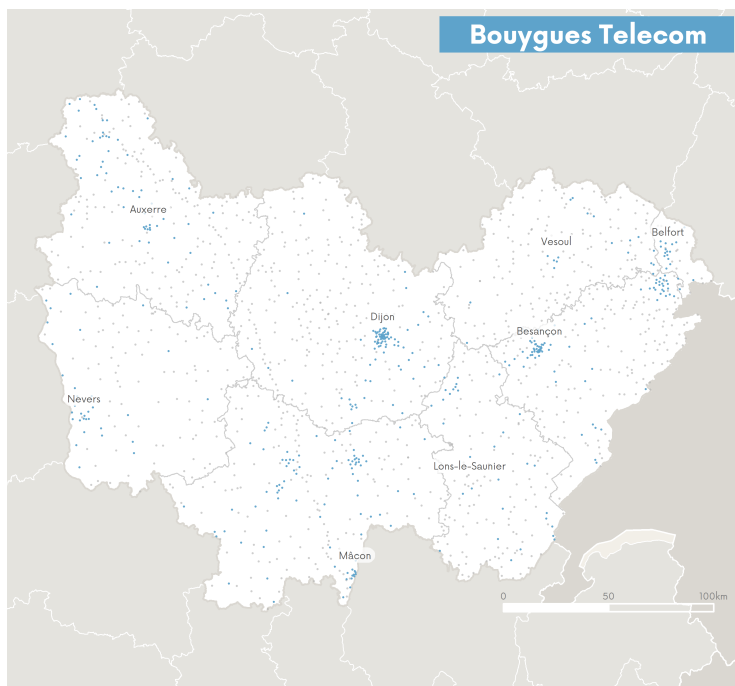 Bouygues Telecom
Auxerre
Belfort
Vesoul
Dijon
Besançon
Nevers
Lons-le-Saunier
Mâcon
0 50 100km